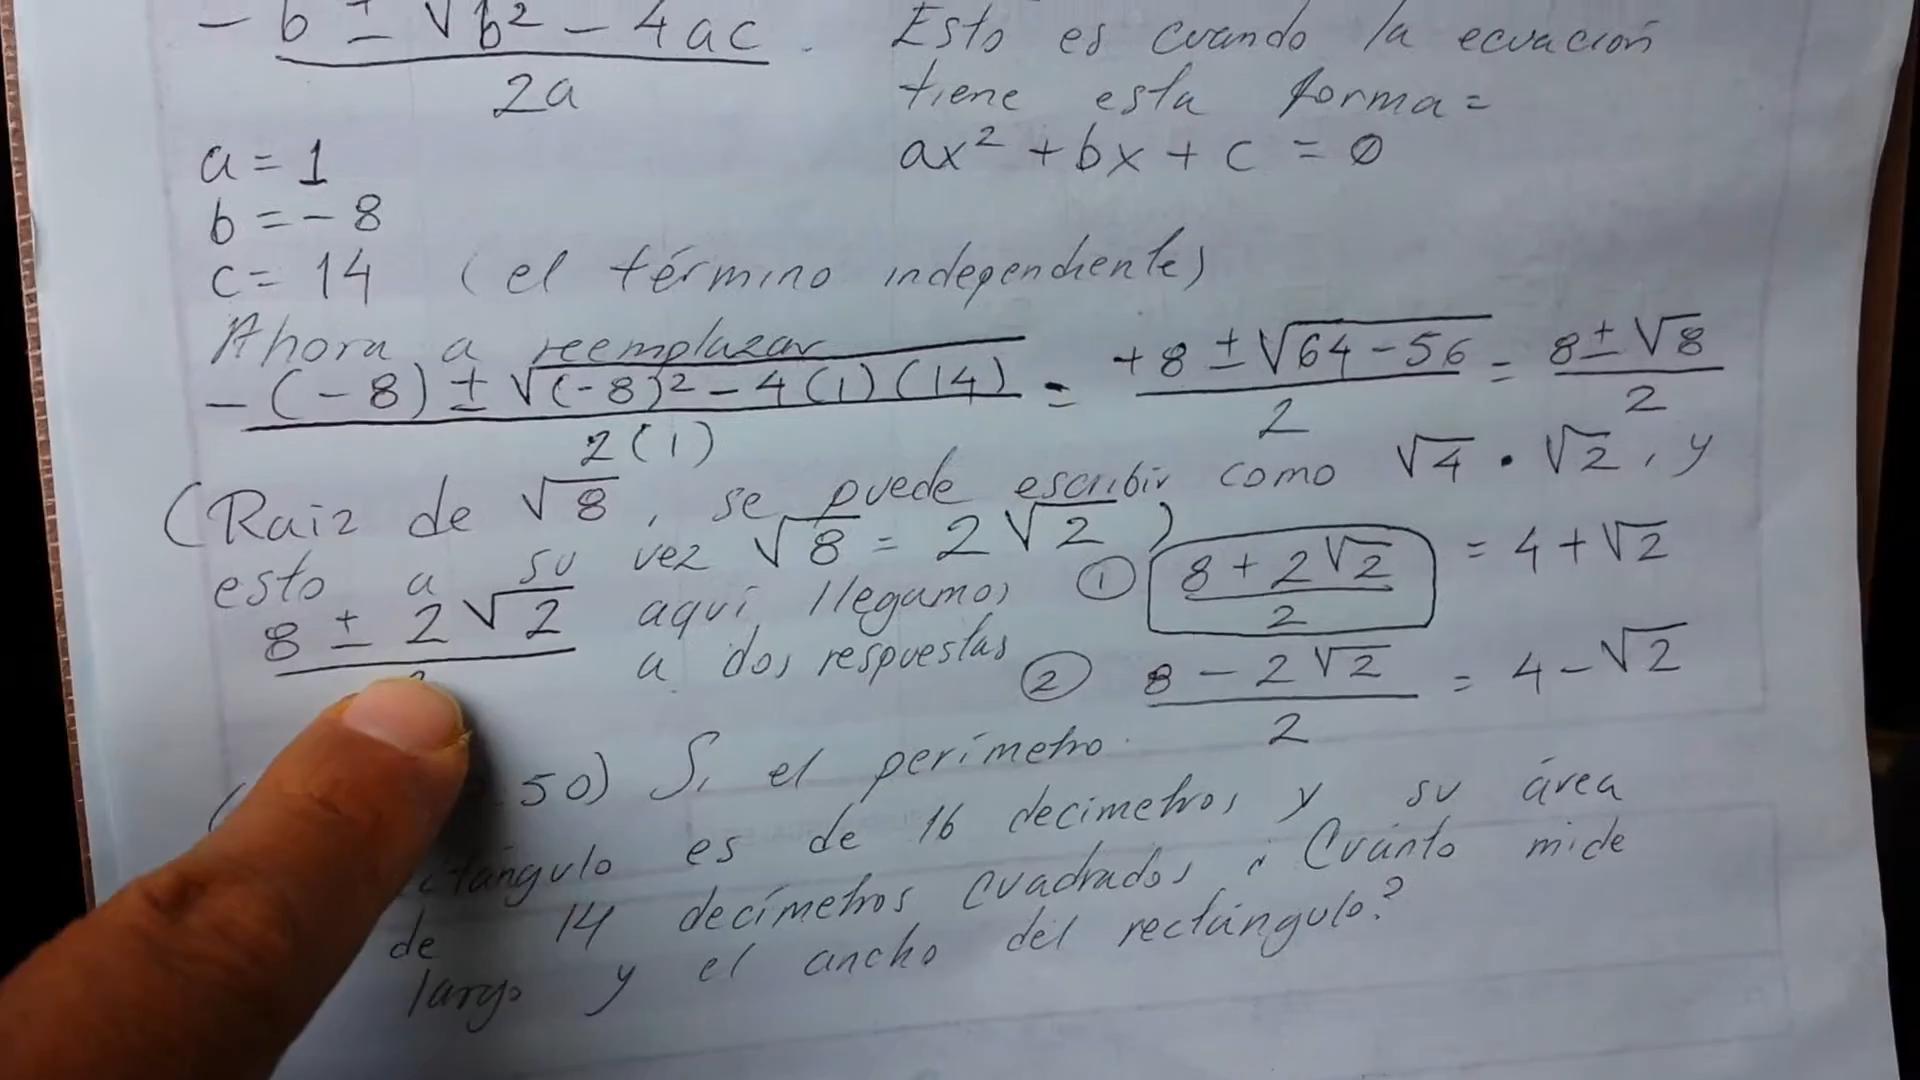 -b ± √b² - 4ac
2a
Esto es cuando la ecuación
tiene esta forma=
ax² + bx + c = 0
a = 1
b = - 8
c = 14 (el término independiente)
Ahora a reemplazar
-(-8) ± √(-8)² - 4(1)(14) / 2(1) = +8 ± √64 - 56 / 2 = 8 ± √8 / 2
(Raiz de √8, se puede escribir como √4 · √2, y
esto a su vez √8 = 2√2)
8 ± 2√2
aquí llegamos
a dos respuestas
① 8 + 2√2 / 2 = 4 + √2
② 8 - 2√2 / 2 = 4 - √2
50) Si el perímetro
es de 16 decímetros y su área
de 14 decímetros cuadrados ¿Cuánto mide
largo y el ancho del rectángulo?